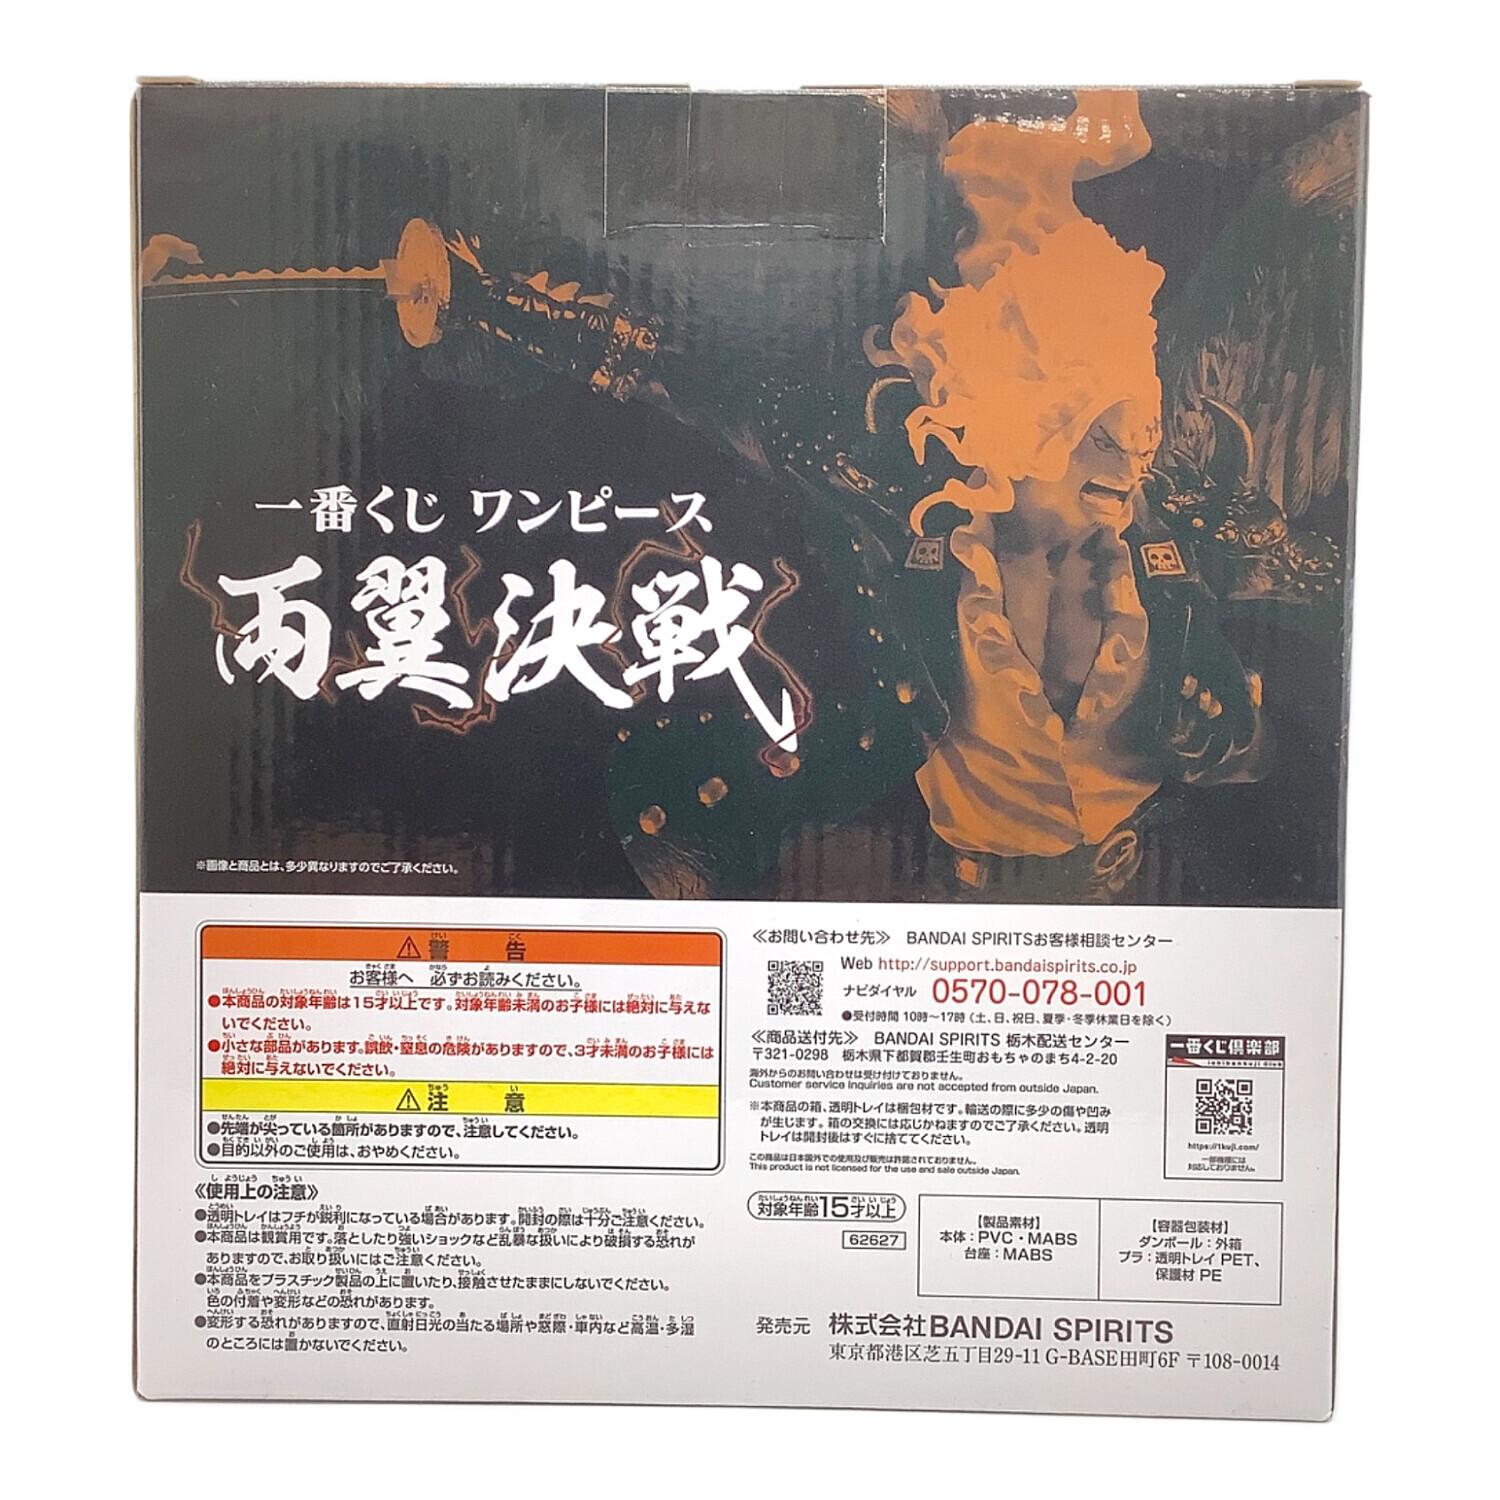 一番くじ ワンピース
両翼決戦
※画像と商品とは、多少異なりますのでご了承ください。
⚠警告
お客様へ 必ずお読みください。
●本商品の対象年齢は15才以上です。対象年齢未満のお子様には絶対に与えな
いでください。
●小さな部品があります。誤飲・窒息の危険がありますので、3才未満のお子様には
絶対に与えないでください。
⚠注意
●先端が尖っている箇所がありますので、注意してください。
●目的以外のご使用は、おやめください。
≪使用上の注意≫
●透明トレイはフチが鋭利になっている場合があります。開封の際は十分ご注意ください。
●本商品は観賞用です。落としたり強いショックなど乱暴な扱いにより破損する恐れが
ありますので、お取り扱いにはご注意ください。
●本商品をプラスチック製品の上に置いたり、接触させたままにしないでください。
色の付着や変形などの恐れがあります。
●変形する恐れがありますので、直射日光の当たる場所や窓際・車内など高温・多湿
のところには置かないでください。
≪お問い合わせ先≫ BANDAI SPIRITSお客様相談センター
Web http://support.bandaispirits.co.jp
ナビダイヤル 0570-078-001
●受付時間 10時〜17時(土、日、祝日、夏季・冬季休業日を除く)
≪商品送付先≫ BANDAI SPIRITS 栃木配送センター
〒321-0298 栃木県下都賀郡壬生町おもちゃのまち4-2-20
海外からのお問い合わせは受け付けておりません。
Customer service inquiries are not accepted from outside Japan.
※本商品の箱、透明トレイは梱包材です。輸送の際に多少の傷や凹み
が生じます。箱の交換には応じかねますのでご了承ください。透明
トレイは開封後はすぐに捨ててください。
この商品は日本国外での使用及び販売は許諾されておりません。
This product is not licensed for the use and sale outside Japan.
一番くじ倶楽部
ichibankuji club
https://1kuji.com/
一部機種には
対応しておりません。
対象年齢15才以上
62627
【製品素材】
本体：PVC・MABS
台座：MABS
【容器包装材】
ダンボール：外箱
プラ：透明トレイ PET、
保護材 PE
発売元 株式会社BANDAI SPIRITS
東京都港区芝五丁目29-11 G-BASE田町6F 〒108-0014